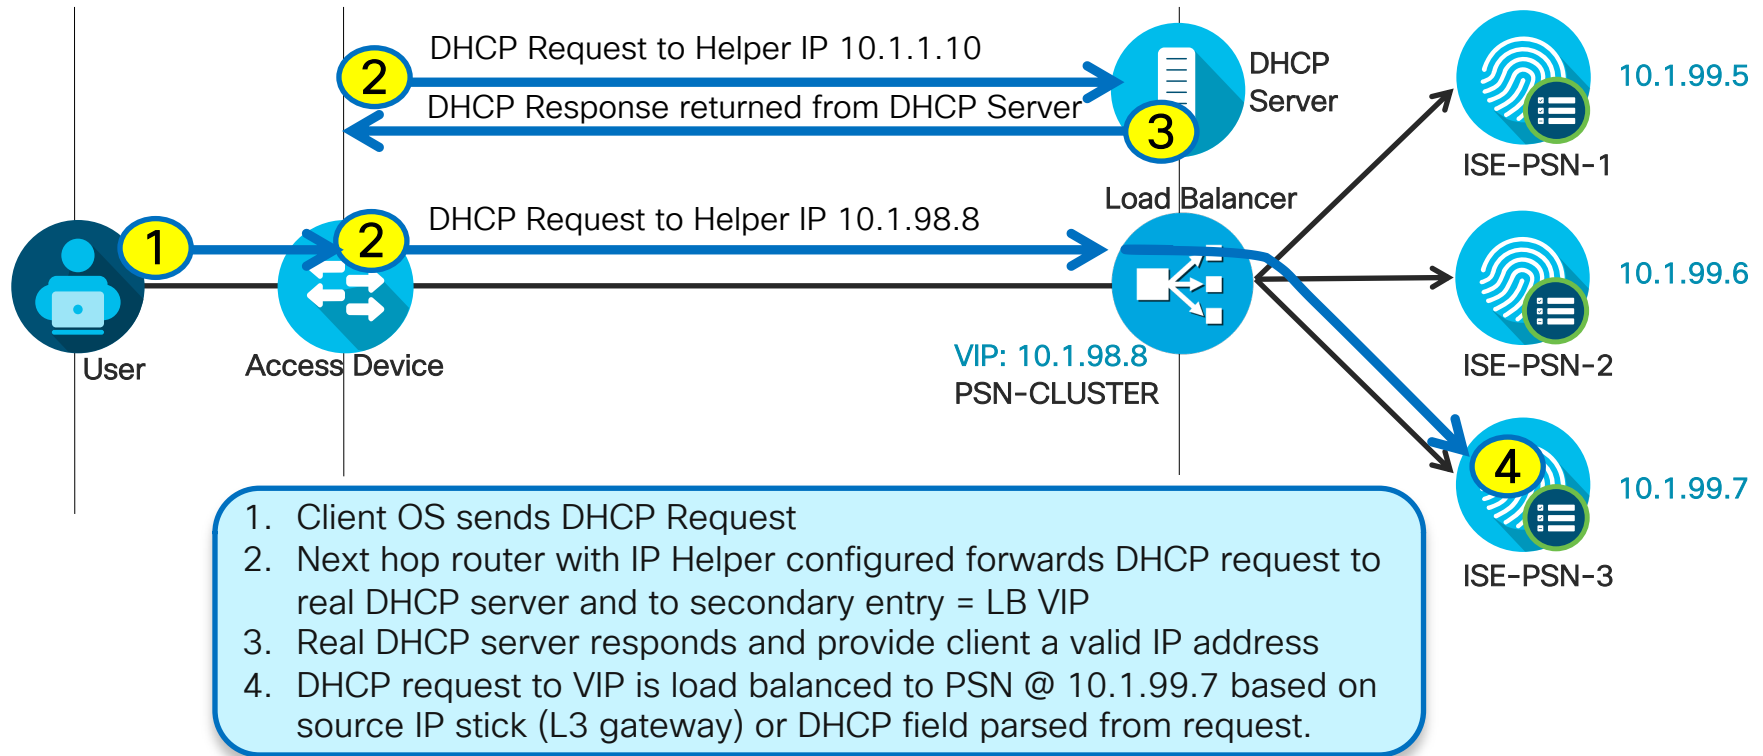 2
DHCP Request to Helper IP 10.1.1.10
DHCP Response returned from DHCP Server
3
DHCP
Server
10.1.99.5
ISE-PSN-1
Load Balancer
1
2
DHCP Request to Helper IP 10.1.98.8
10.1.99.6
User
Access Device
VIP: 10.1.98.8
PSN-CLUSTER
ISE-PSN-2
4
10.1.99.7
ISE-PSN-3
1. Client OS sends DHCP Request
2. Next hop router with IP Helper configured forwards DHCP request to
real DHCP server and to secondary entry = LB VIP
3. Real DHCP server responds and provide client a valid IP address
4. DHCP request to VIP is load balanced to PSN @ 10.1.99.7 based on
source IP stick (L3 gateway) or DHCP field parsed from request.